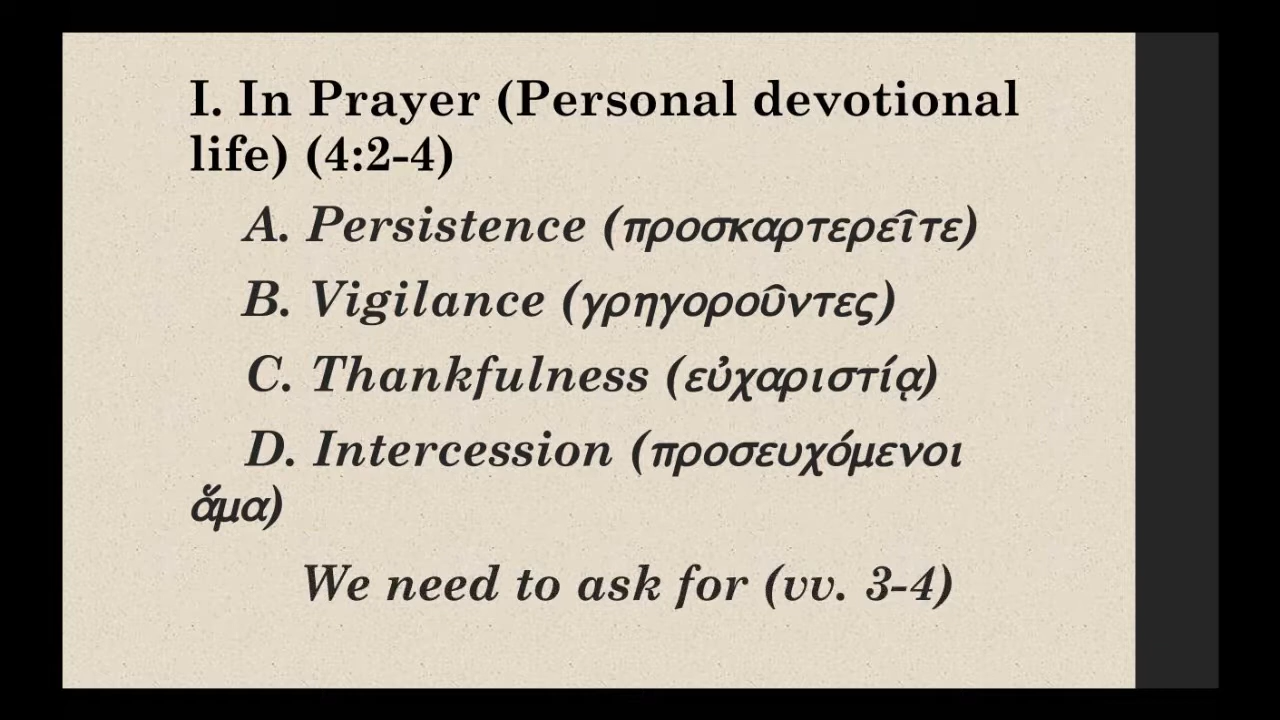 I. In Prayer (Personal devotional
life) (4:2-4)
A. Persistence (προσκαρτερεῖτε)
B. Vigilance (γρηγοροῦντες)
C. Thankfulness (εὐχαριστίᾳ)
D. Intercession (προσευχόμενοι
ἅμα)
We need to ask for (vv. 3-4)